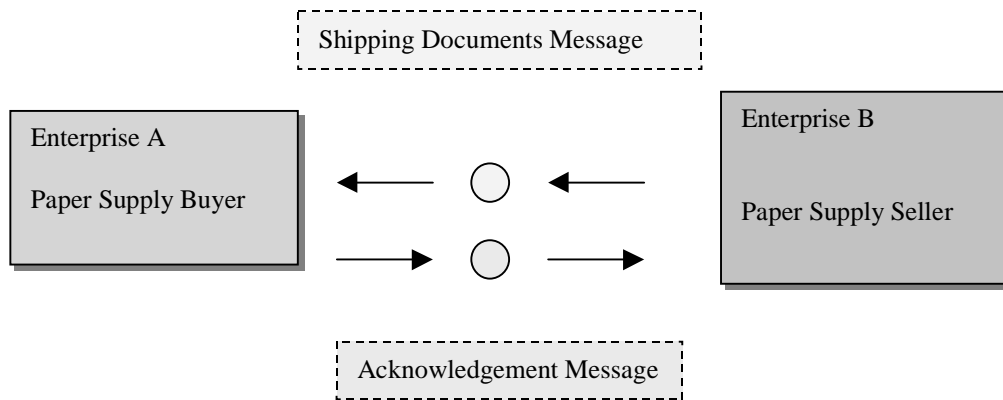 Shipping Documents Message
Enterprise A
Paper Supply Buyer
Enterprise B
Paper Supply Seller
Acknowledgement Message